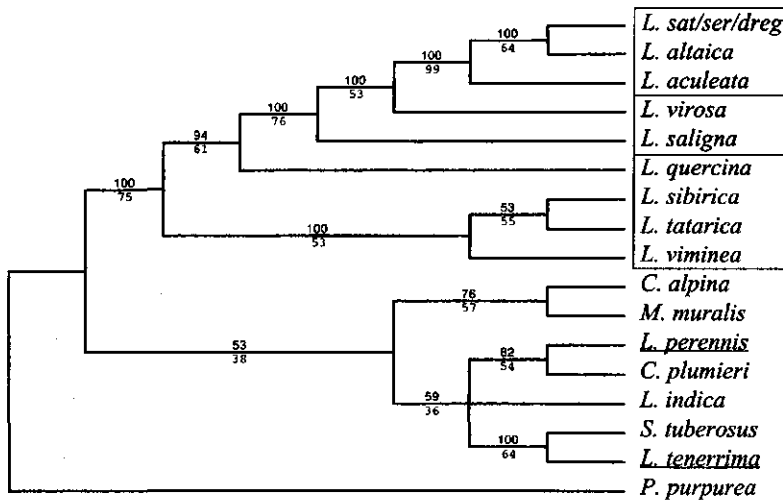 L. sat/ser/dreg
100
64
L. altaica
100
99
L. aculeata
100
53
L. virosa
100
76
L. saligna
94
61
L. quercina
100
75
L. sibirica
53
55
L. tatarica
100
53
L. viminea
C. alpina
76
57
M. muralis
53
38
L. perennis
82
54
C. plumieri
59
36
L. indica
S. tuberosus
100
64
L. tenerrima
P. purpurea